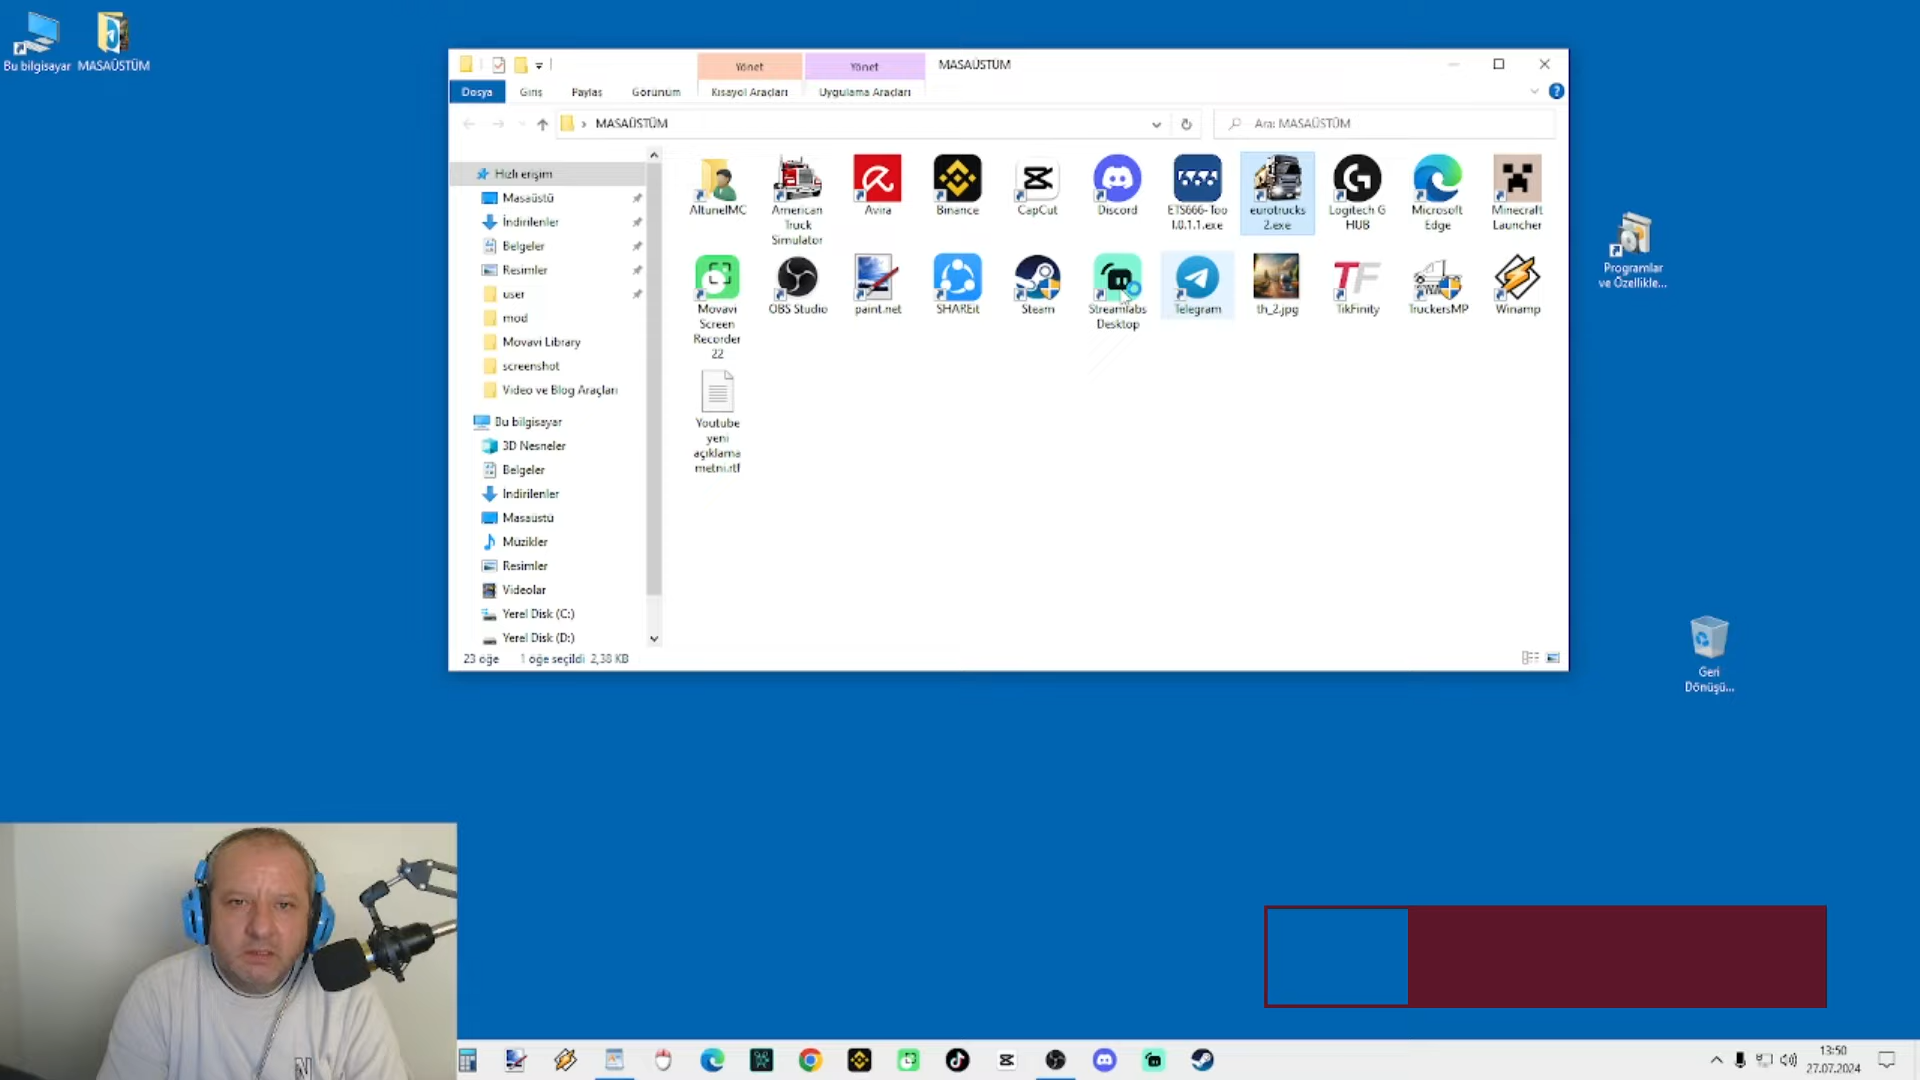 Bu bilgisayar
MASAÜSTÜM
Yönet
Yönet
MASAÜSTÜM
Dosya
Giriş
Paylaş
Görünüm
Kısayol Araçları
Uygulama Araçları
MASAÜSTÜM
Ara: MASAÜSTÜM
Hızlı erişim
Masaüstü
İndirilenler
Belgeler
Resimler
user
mod
Movavi Library
screenshot
Video ve Blog Araçları
Bu bilgisayar
3D Nesneler
Belgeler
İndirilenler
Masaüstü
Müzikler
Resimler
Videolar
Yerel Disk (C:)
Yerel Disk (D:)
AltunelMC
American
Truck
Simulator
Avira
Binance
CapCut
Discord
ETS666-Too
l.0.1.1.exe
eurotrucks
2.exe
Logitech G
HUB
Microsoft
Edge
Minecraft
Launcher
Movavi
Screen
Recorder
22
OBS Studio
paint.net
SHAREit
Steam
Streamlabs
Desktop
Telegram
th_2.jpg
TikFinity
TruckersMP
Winamp
Youtube
yeni
açıklama
metni.rtf
23 öğe
1 öğe seçildi 2,38 KB
Programlar
ve Özellikle...
Geri
Dönüşü...
13:50
27.07.2024